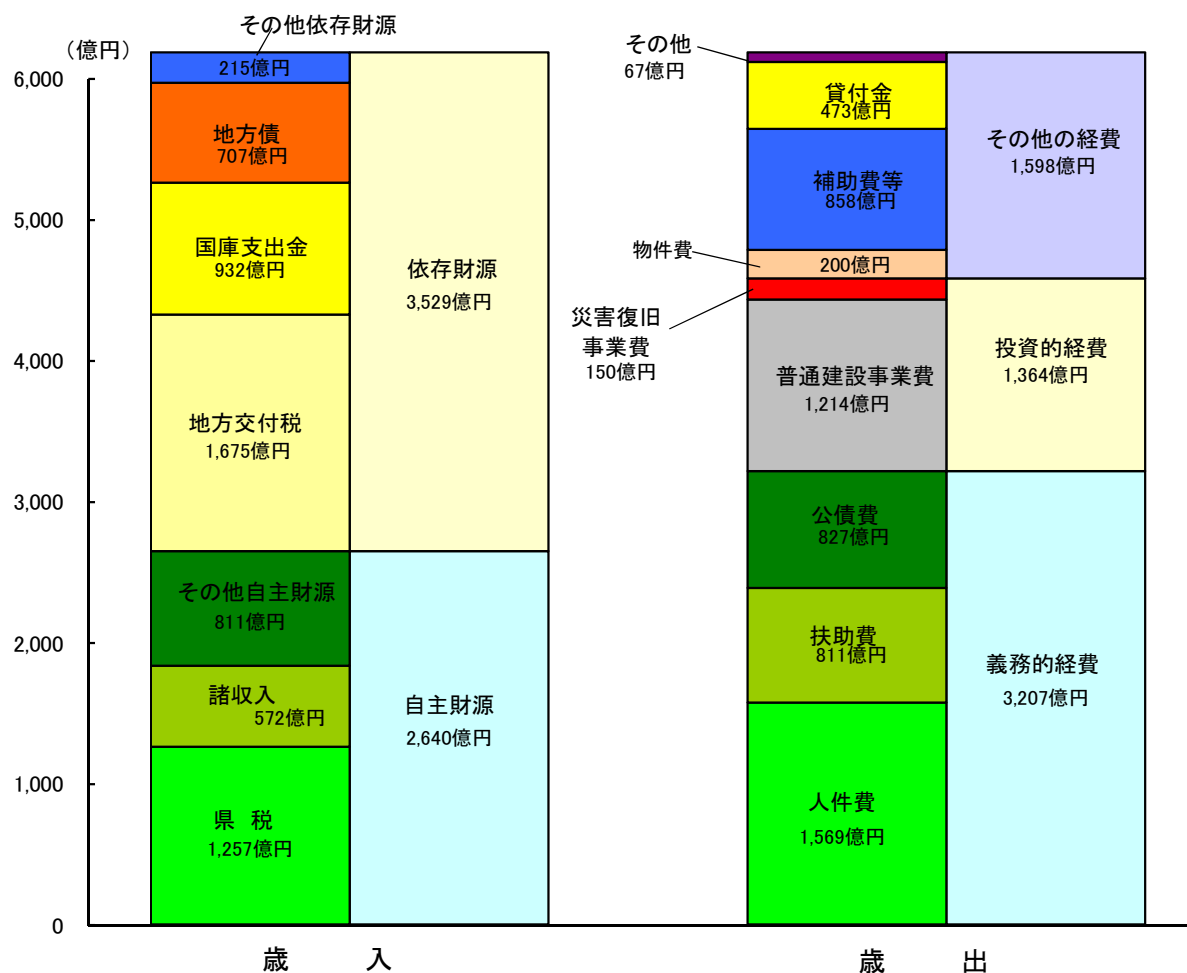 その他依存財源
（億円）
215億円
地方債
707億円
国庫支出金
932億円
依存財源
3,529億円
地方交付税
1,675億円
その他自主財源
811億円
諸収入
572億円
自主財源
2,640億円
県 税
1,257億円
6,000
5,000
4,000
3,000
2,000
1,000
0
歳 入
その他
67億円
貸付金
473億円
その他の経費
1,598億円
補助費等
858億円
物件費
200億円
災害復旧
事業費
150億円
投資的経費
1,364億円
普通建設事業費
1,214億円
公債費
827億円
扶助費
811億円
義務的経費
3,207億円
人件費
1,569億円
歳 出